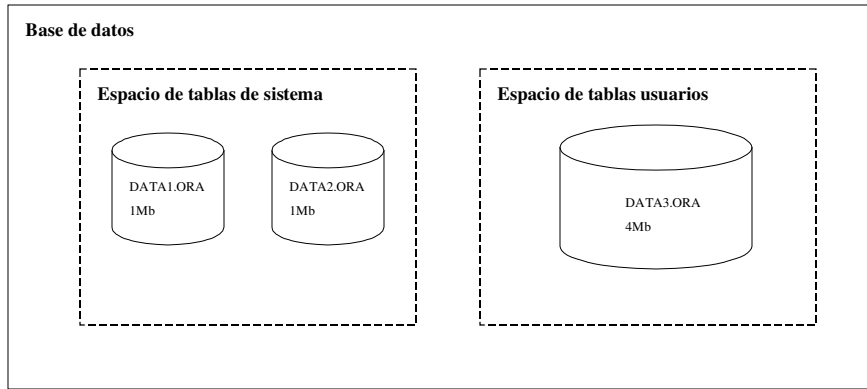 Base de datos
Espacio de tablas de sistema
DATA1.ORA
1Mb
DATA2.ORA
1Mb
Espacio de tablas usuarios
DATA3.ORA
4Mb